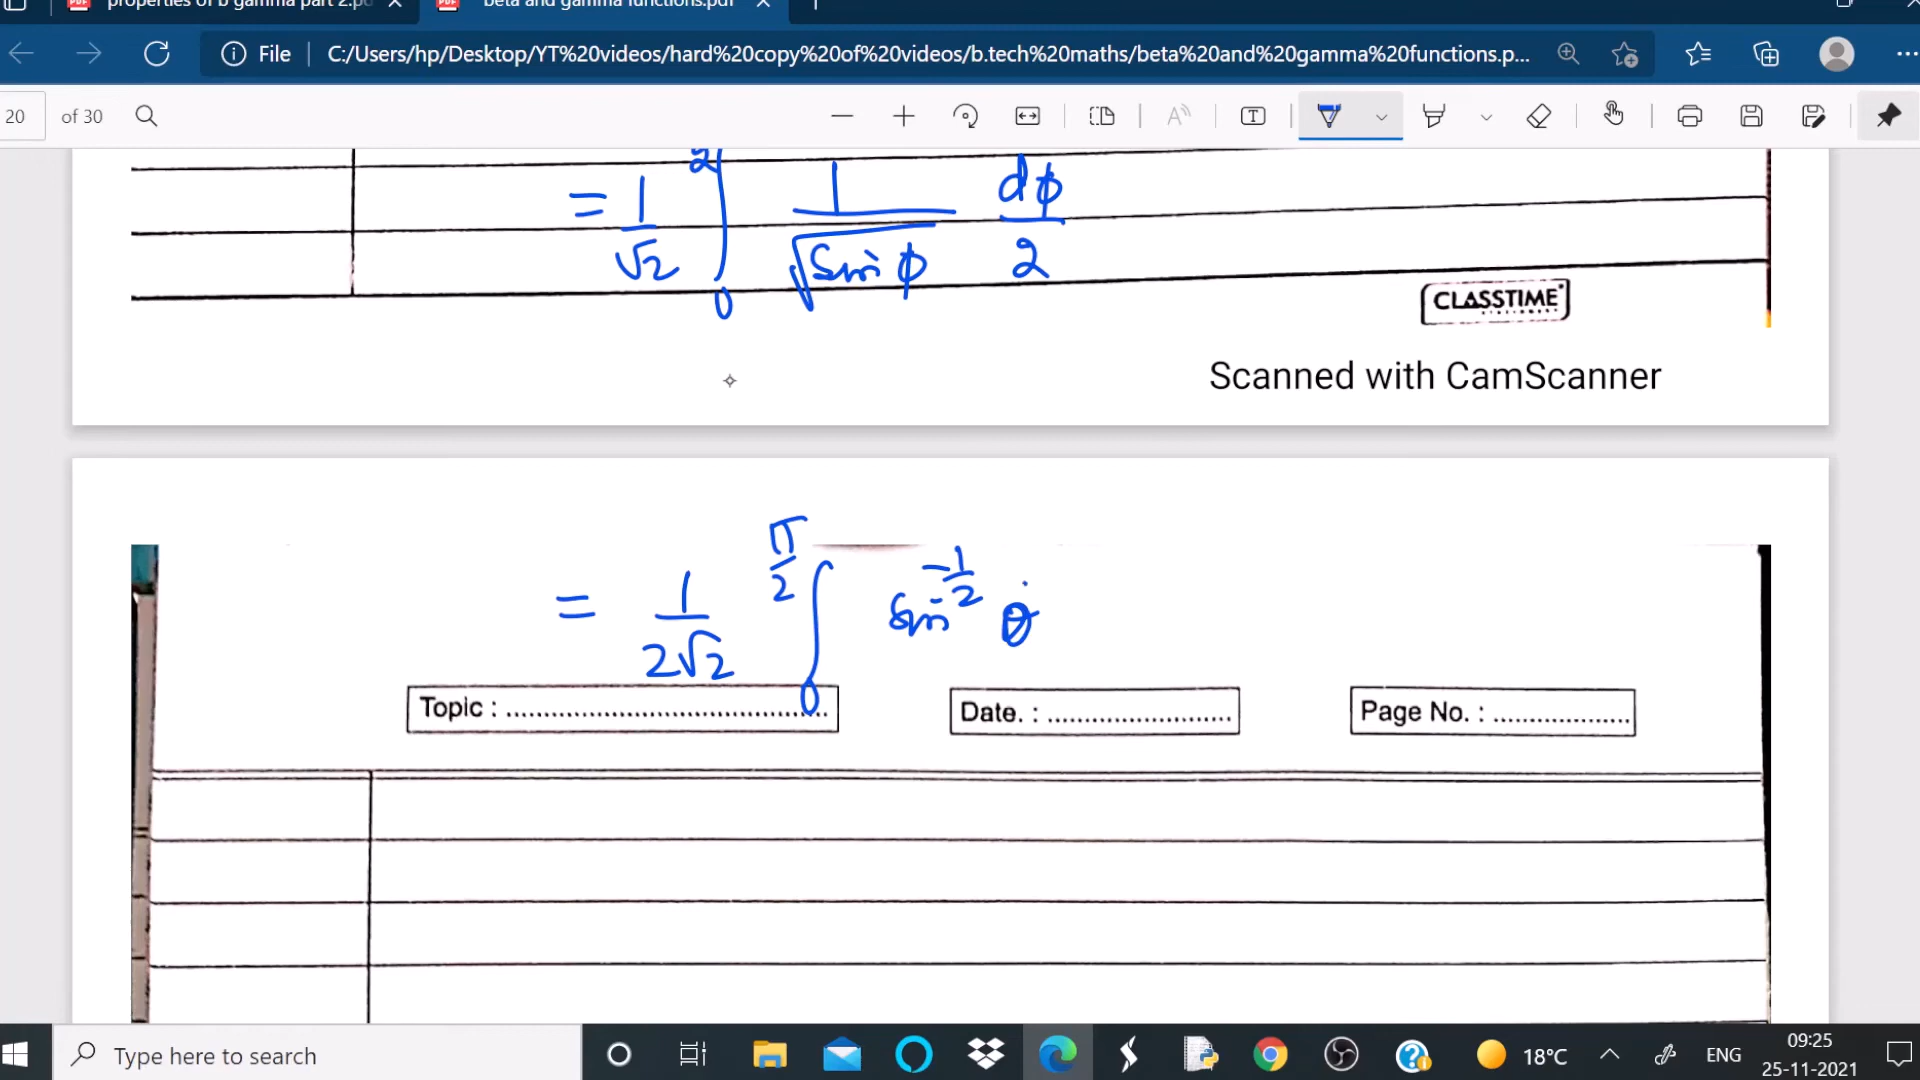 properties of b gamma part 2.pd
beta and gamma functions.pdf
File C:/Users/hp/Desktop/YT%20videos/hard%20copy%20of%20videos/b.tech%20maths/beta%20and%20gamma%20functions.p...
20 of 30
= 1/√2 ∫ 2 0 1/√sin φ dφ/2
CLASSTIME
Scanned with CamScanner
= 1/2√2 ∫ π/2 0 sin -1/2
Topic : Date. : Page No. :
Type here to search 18°C ENG 09:25
25-11-2021